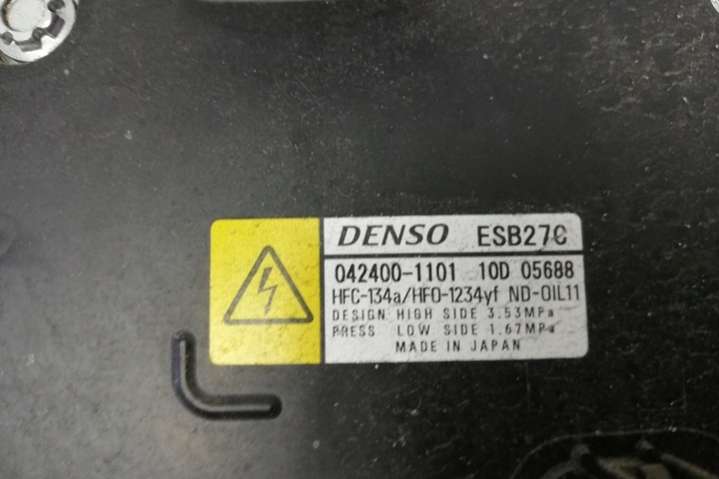 DENSO ESB27C
042400-1101 10D 05688
HFC-134a/HFO-1234yf ND-OIL11
DESIGN HIGH SIDE 3.53MPa
PRESS LOW SIDE 1.67MPa
MADE IN JAPAN